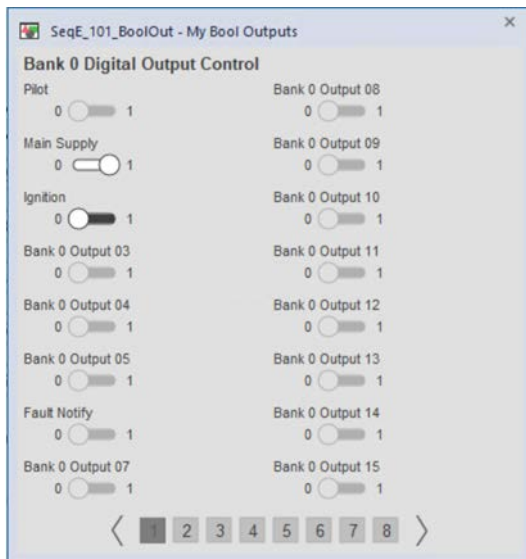 SeqE_101_BoolOut - My Bool Outputs
Bank 0 Digital Output Control
Pilot
0 1
Main Supply
0 1
Ignition
0 1
Bank 0 Output 03
0 1
Bank 0 Output 04
0 1
Bank 0 Output 05
0 1
Fault Notify
0 1
Bank 0 Output 07
0 1
Bank 0 Output 08
0 1
Bank 0 Output 09
0 1
Bank 0 Output 10
0 1
Bank 0 Output 11
0 1
Bank 0 Output 12
0 1
Bank 0 Output 13
0 1
Bank 0 Output 14
0 1
Bank 0 Output 15
0 1
1 2 3 4 5 6 7 8